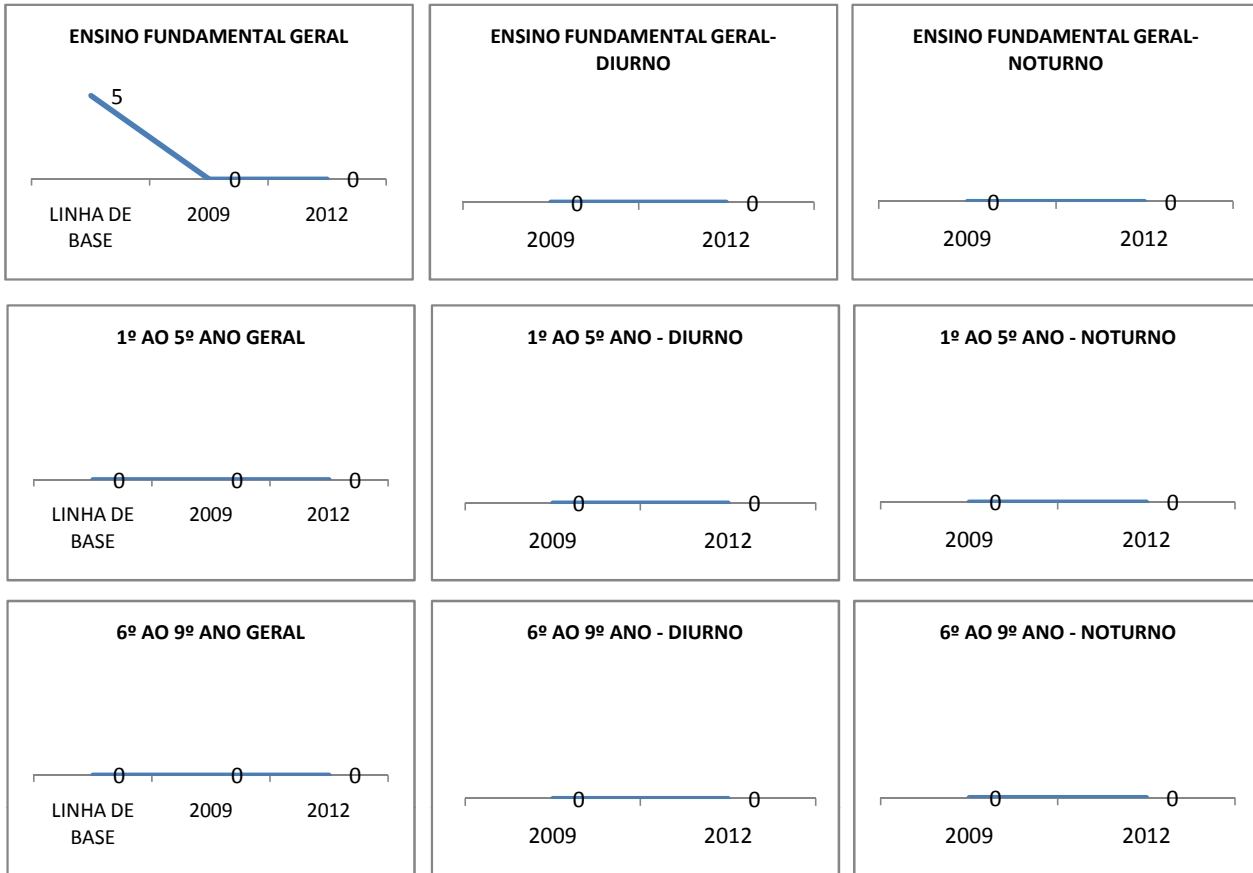 ENSINO FUNDAMENTAL GERAL
5
0
0
LINHA DE
BASE
2009
2012
ENSINO FUNDAMENTAL GERAL-
DIURNO
0
0
2009
2012
ENSINO FUNDAMENTAL GERAL-
NOTURNO
0
0
2009
2012
1º AO 5º ANO GERAL
0
0
0
LINHA DE
BASE
2009
2012
1º AO 5º ANO - DIURNO
0
0
2009
2012
1º AO 5º ANO - NOTURNO
0
0
2009
2012
6º AO 9º ANO GERAL
0
0
0
LINHA DE
BASE
2009
2012
6º AO 9º ANO - DIURNO
0
0
2009
2012
6º AO 9º ANO - NOTURNO
0
0
2009
2012